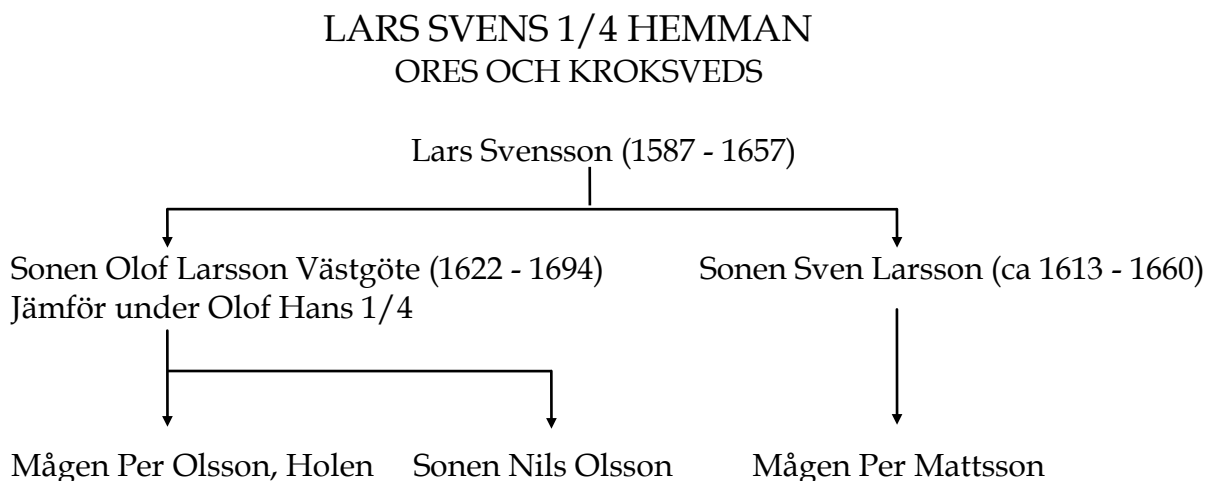 LARS SVENS 1/4 HEMMAN
ORES OCH KROKSVEDS
Lars Svensson (1587 - 1657)
Sonen Olof Larsson Västgöte (1622 - 1694)
Jämför under Olof Hans 1/4
Sonen Sven Larsson (ca 1613 - 1660)
Mågen Per Olsson, Holen
Sonen Nils Olsson
Mågen Per Mattsson